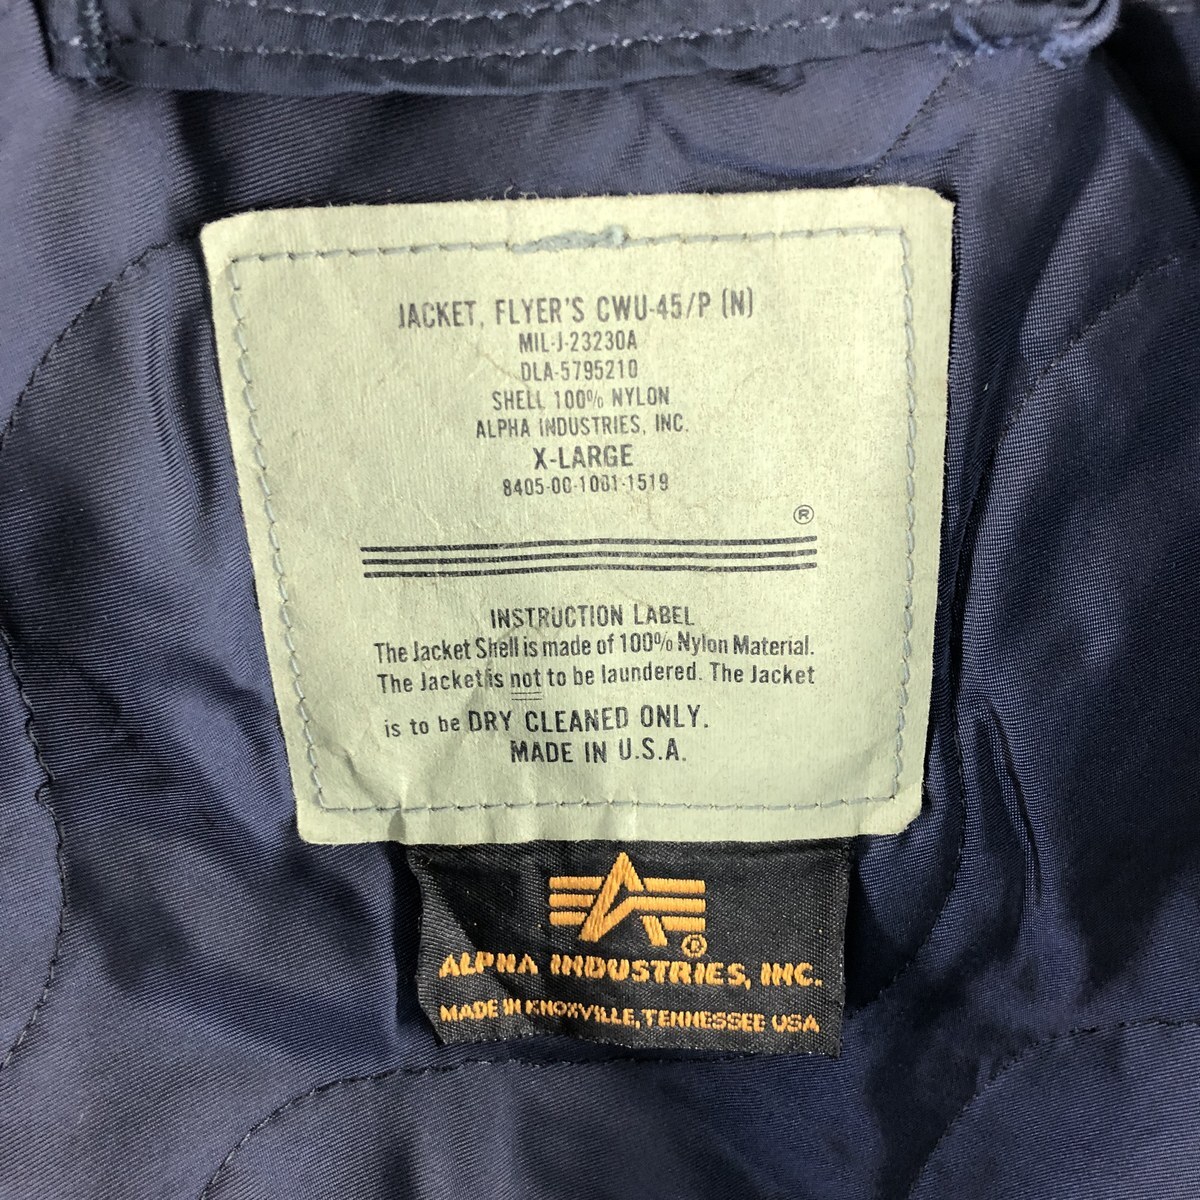 JACKET, FLYER'S CWU-45/P (N)
MIL-J-23230A
DLA-5795210
SHELL 100% NYLON
ALPHA INDUSTRIES, INC.
X-LARGE
8405-00-1001-1519
®
INSTRUCTION LABEL
The Jacket Shell is made of 100% Nylon Material.
The Jacket is not to be laundered. The Jacket
is to be DRY CLEANED ONLY.
MADE IN U.S.A.
®
ALPHA INDUSTRIES, INC.
MADE IN KNOXVILLE, TENNESSEE USA